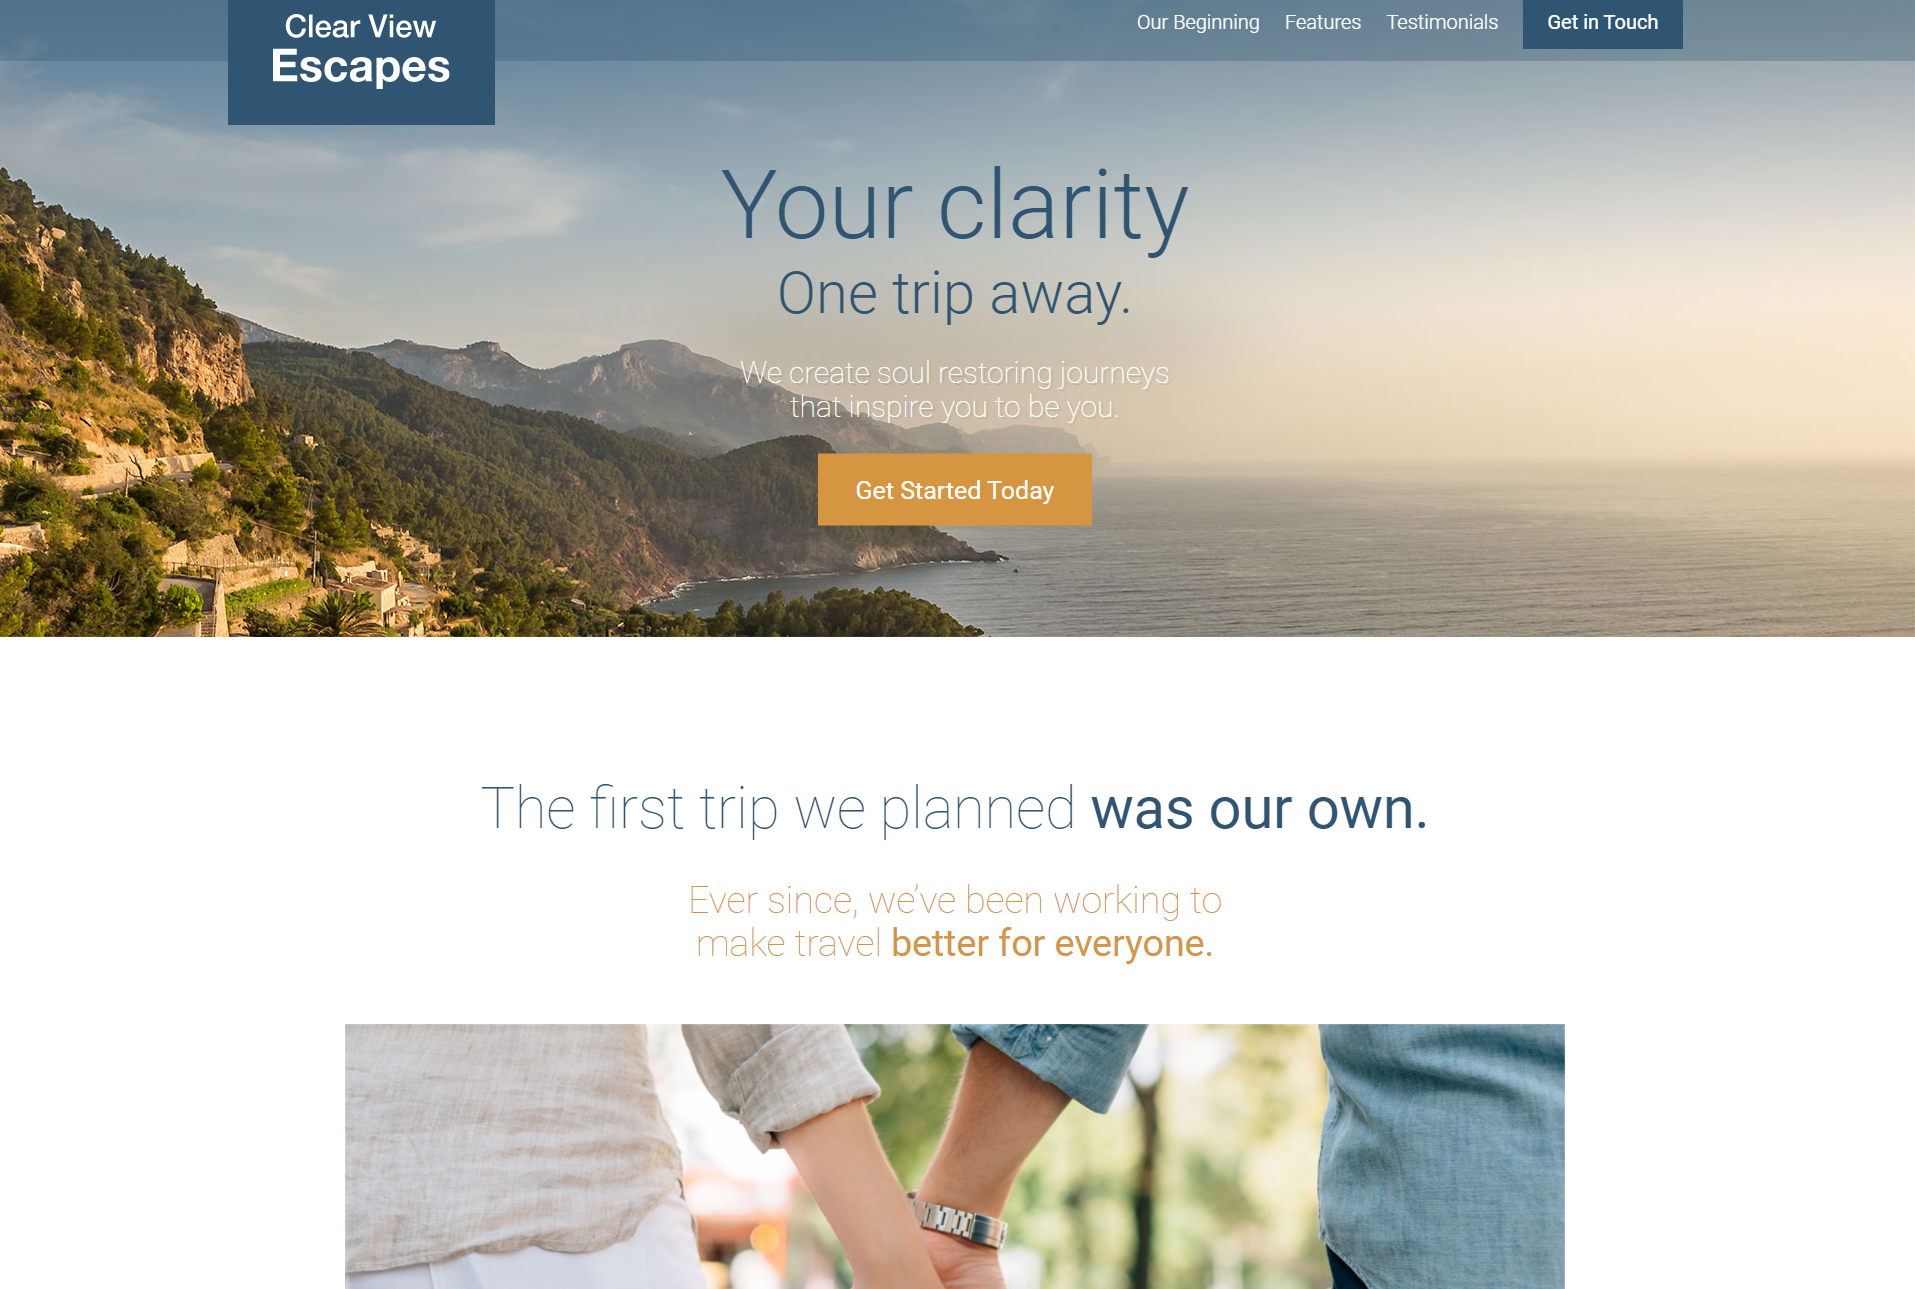 Clear View
Escapes
Our Beginning
Features
Testimonials
Get in Touch
Your clarity
One trip away.
We create soul restoring journeys
that inspire you to be you.
Get Started Today
The first trip we planned was our own.
Ever since, we’ve been working to
make travel better for everyone.